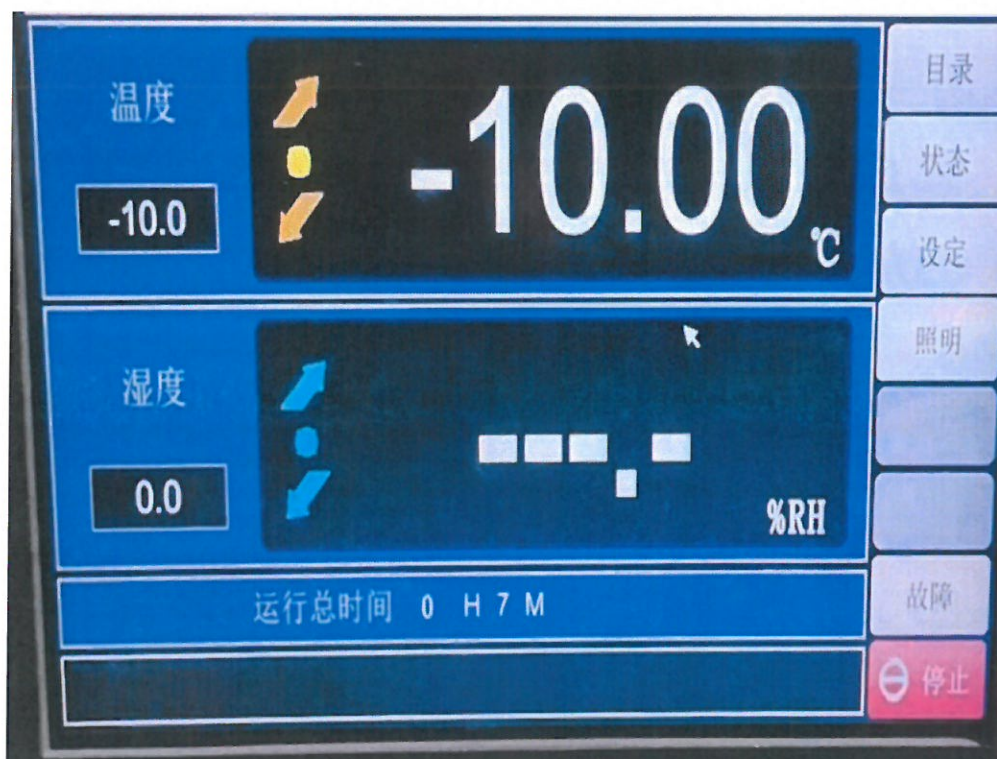 温度
-10.0
-10.00
℃
目录
状态
设定
照明
湿度
0.0
---.-
%RH
运行总时间 0 H 7 M
故障
停止